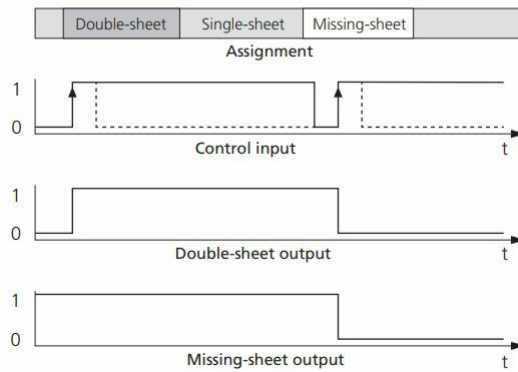 Double-sheet Single-sheet Missing-sheet
Assignment
1
0
Control input t
1
0
Double-sheet output t
1
0
Missing-sheet output t